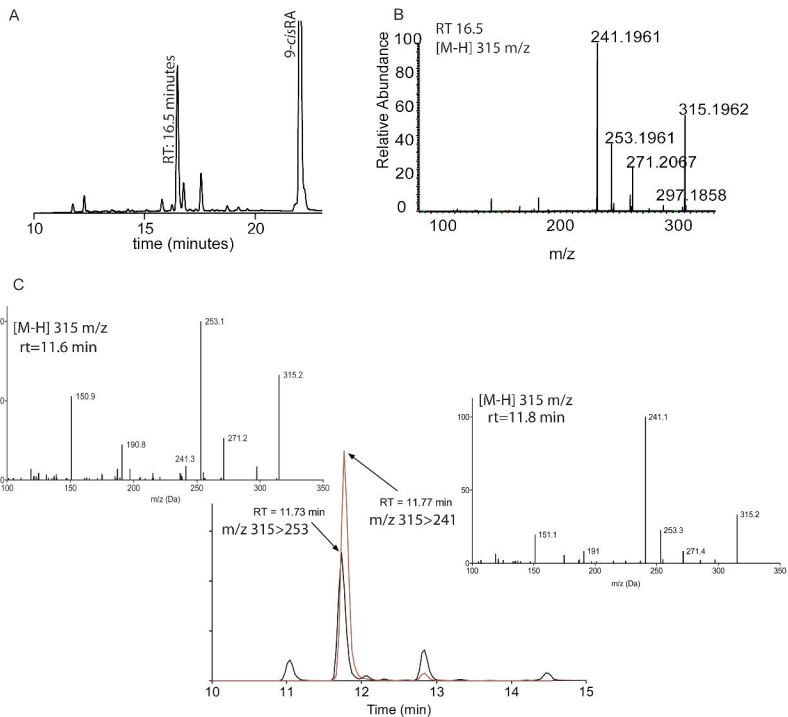 A
9-cisRA
RT: 16.5 minutes
10
15
20
time (minutes)
B
RT 16.5
[M-H] 315 m/z
Relative Abundance
100
80
60
40
20
0
241.1961
315.1962
253.1961
271.2067
297.1858
100
200
300
m/z
C
[M-H] 315 m/z
rt=11.6 min
0
0
0
253.1
315.2
150.9
271.2
190.8
241.3
100
150
200
250
300
350
m/z (Da)
[M-H] 315 m/z
rt=11.8 min
100
50
0
241.1
315.2
253.3
151.1
191
271.4
100
150
200
250
300
350
m/z (Da)
RT = 11.73 min
m/z 315>253
RT = 11.77 min
m/z 315>241
10
11
12
13
14
15
Time (min)